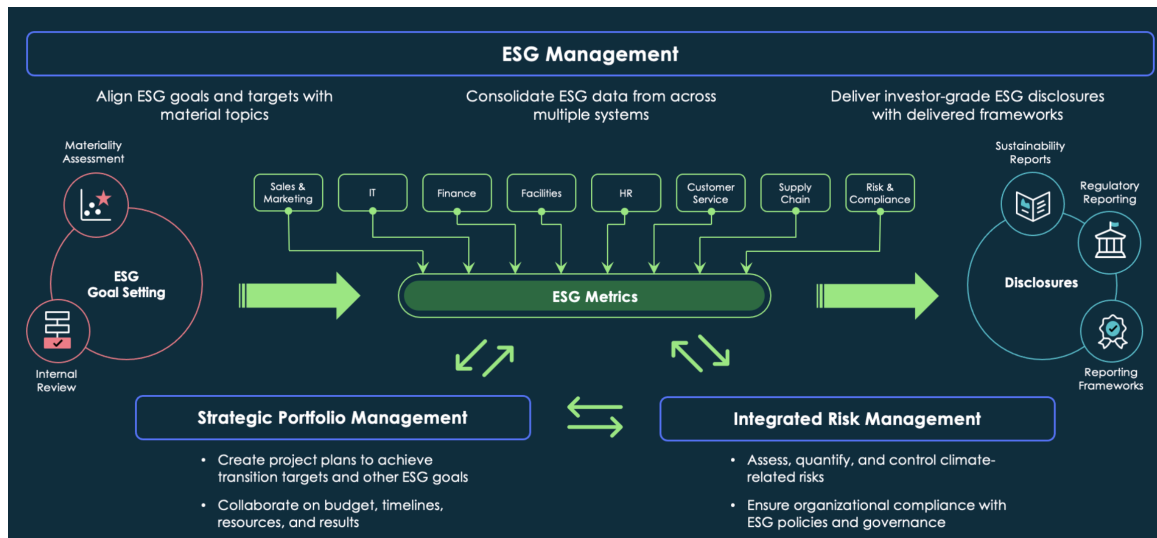 ESG Management
Align ESG goals and targets with
material topics
Consolidate ESG data from across
multiple systems
Deliver investor-grade ESG disclosures
with delivered frameworks
Materiality
Assessment
ESG
Goal Setting
Internal
Review
Sales &
Marketing
IT
Finance
Facilities
HR
Customer
Service
Supply
Chain
Risk &
Compliance
ESG Metrics
Sustainability
Reports
Regulatory
Reporting
Disclosures
Reporting
Frameworks
Strategic Portfolio Management
• Create project plans to achieve
transition targets and other ESG goals
• Collaborate on budget, timelines,
resources, and results
Integrated Risk Management
• Assess, quantify, and control climate-
related risks
• Ensure organizational compliance with
ESG policies and governance